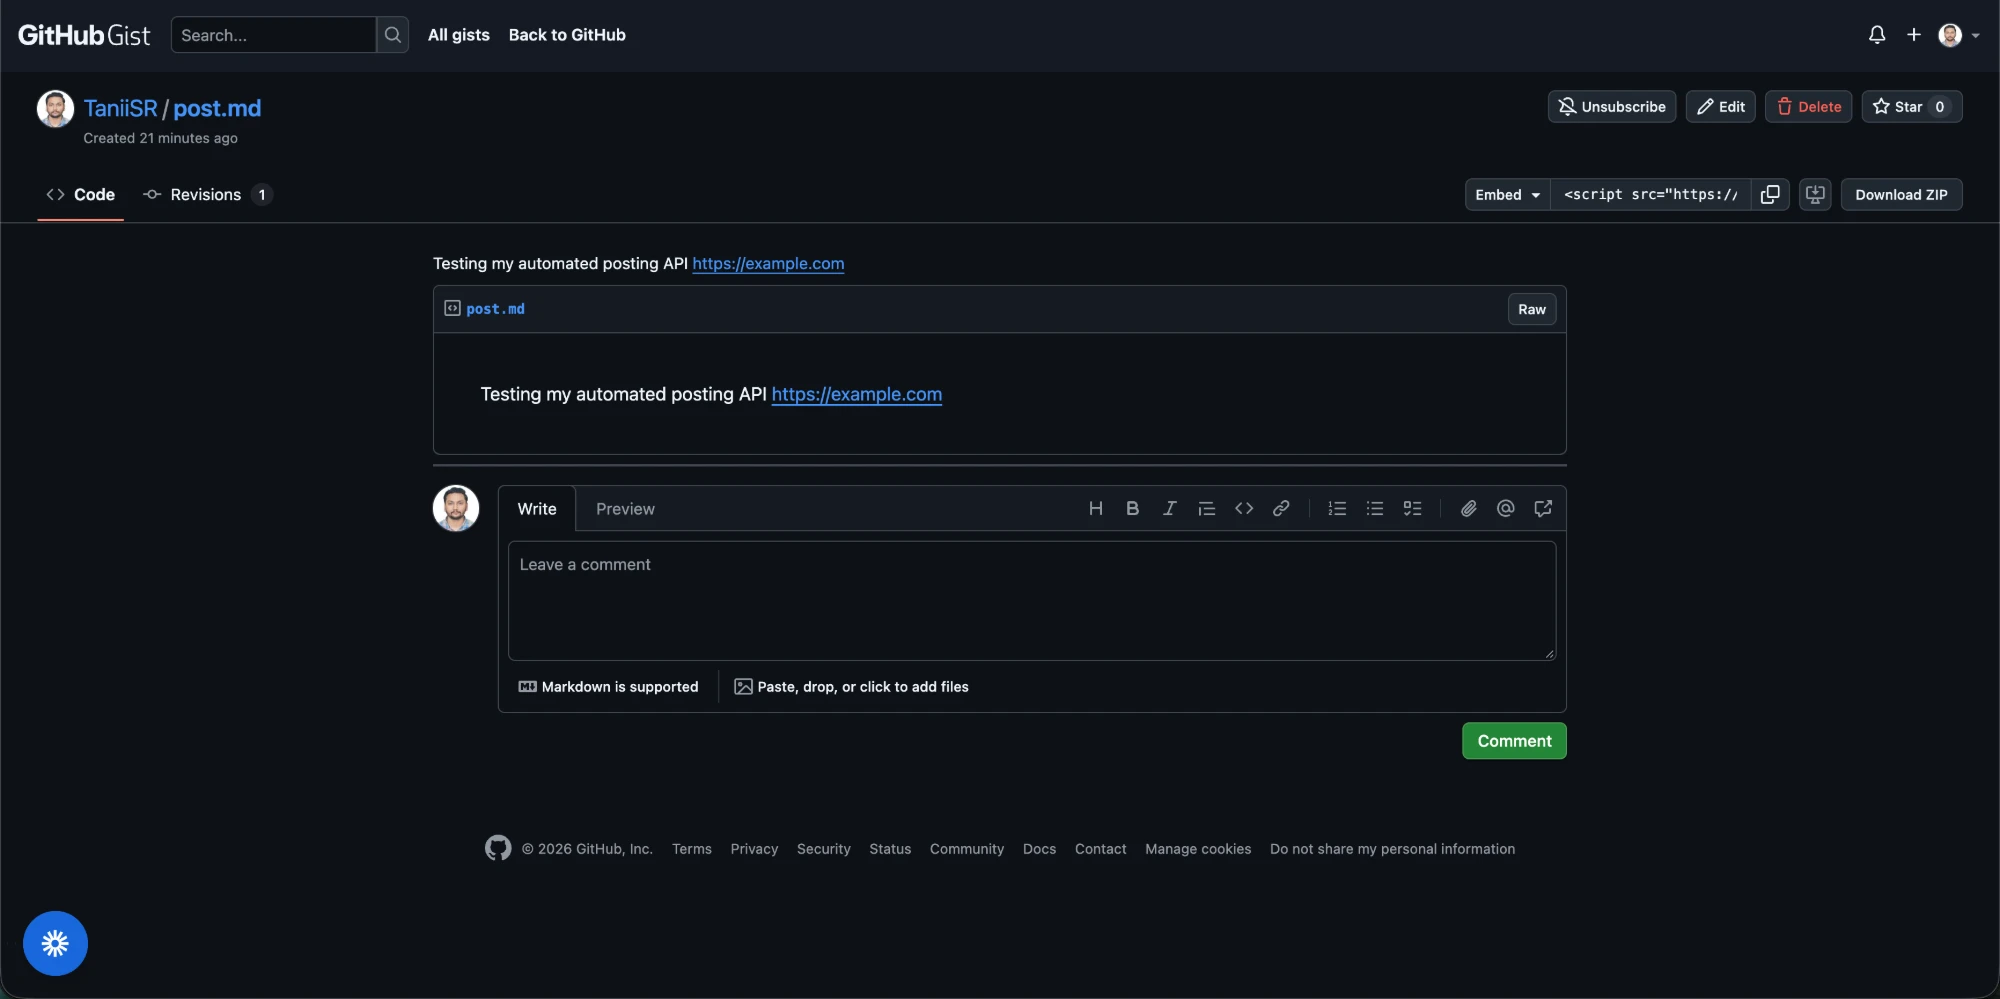 GitHub Gist Search... All gists Back to GitHub
TaniiSR / post.md Unsubscribe Edit Delete Star 0
Created 21 minutes ago
Code Revisions 1 Embed <script src="https:// Download ZIP
Testing my automated posting API https://example.com
post.md Raw
Testing my automated posting API https://example.com
Write Preview
Leave a comment
Markdown is supported Paste, drop, or click to add files
Comment
© 2026 GitHub, Inc. Terms Privacy Security Status Community Docs Contact Manage cookies Do not share my personal information